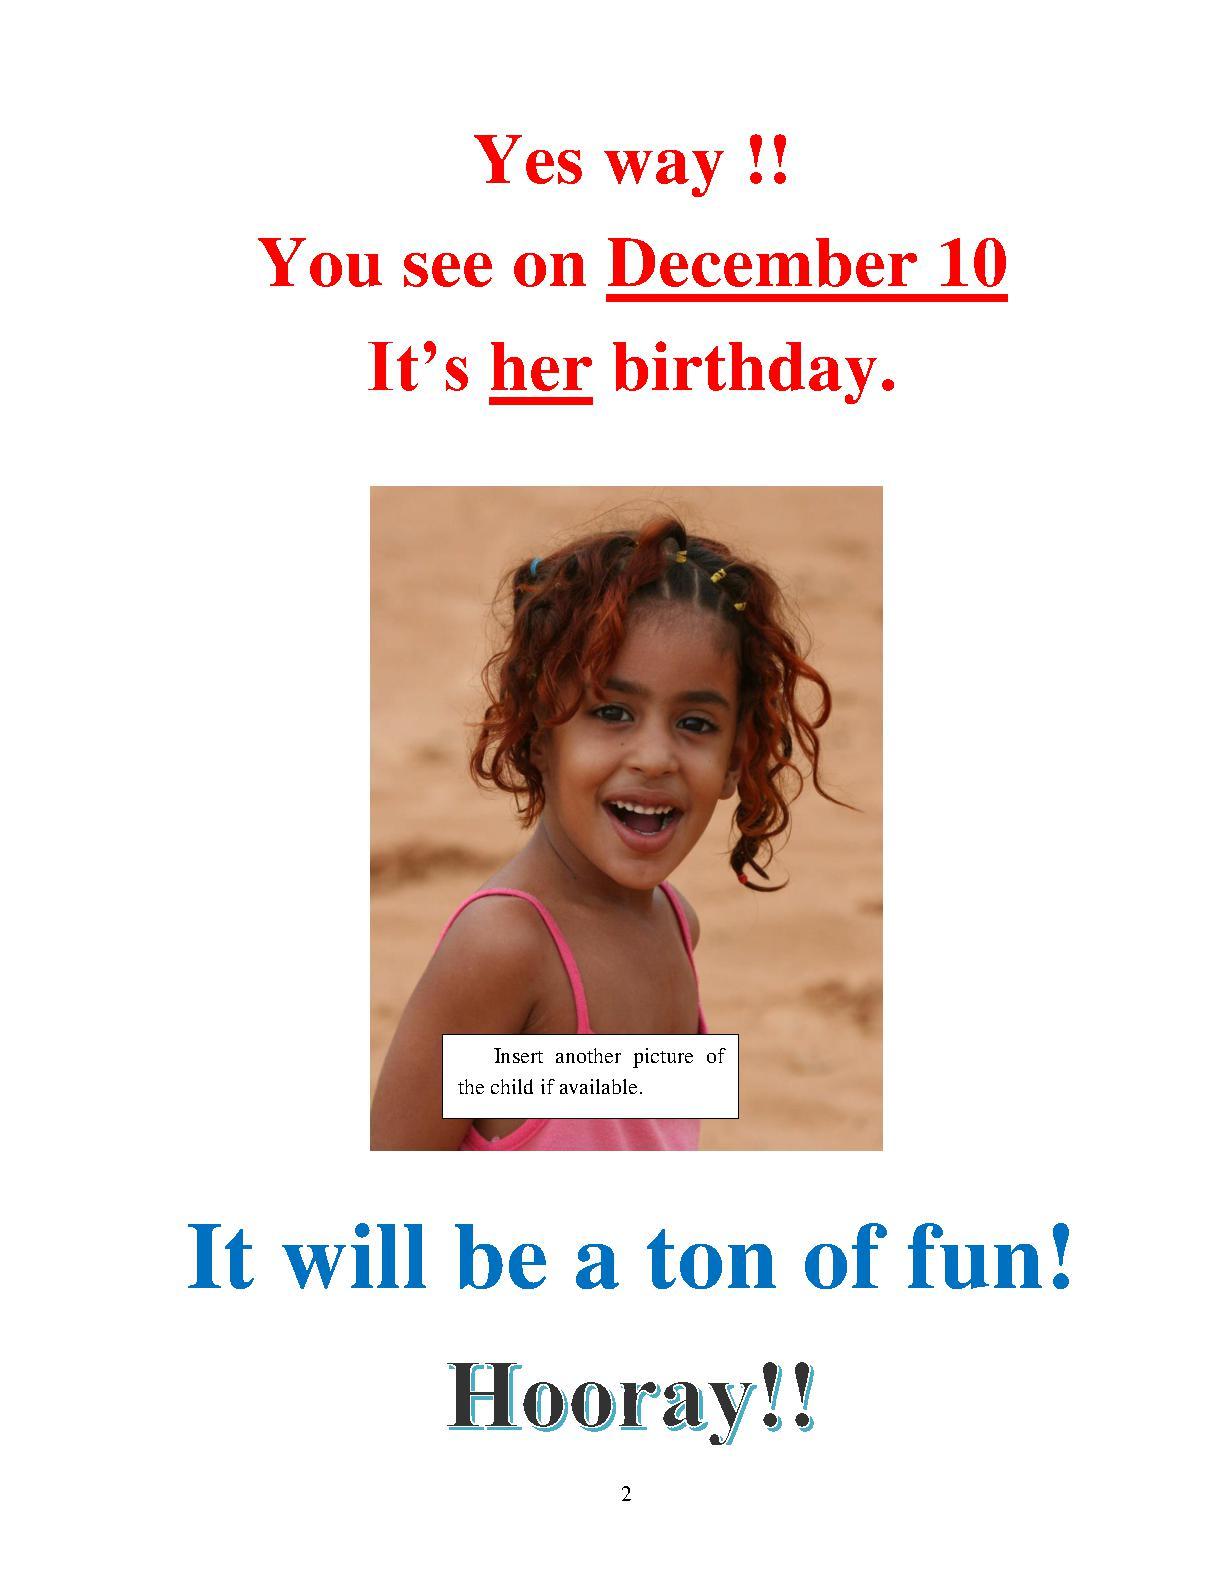 Yes way !!
You see on December 10
It’s her birthday.
Insert another picture of
the child if available.
It will be a ton of fun!
Hooray!!
2